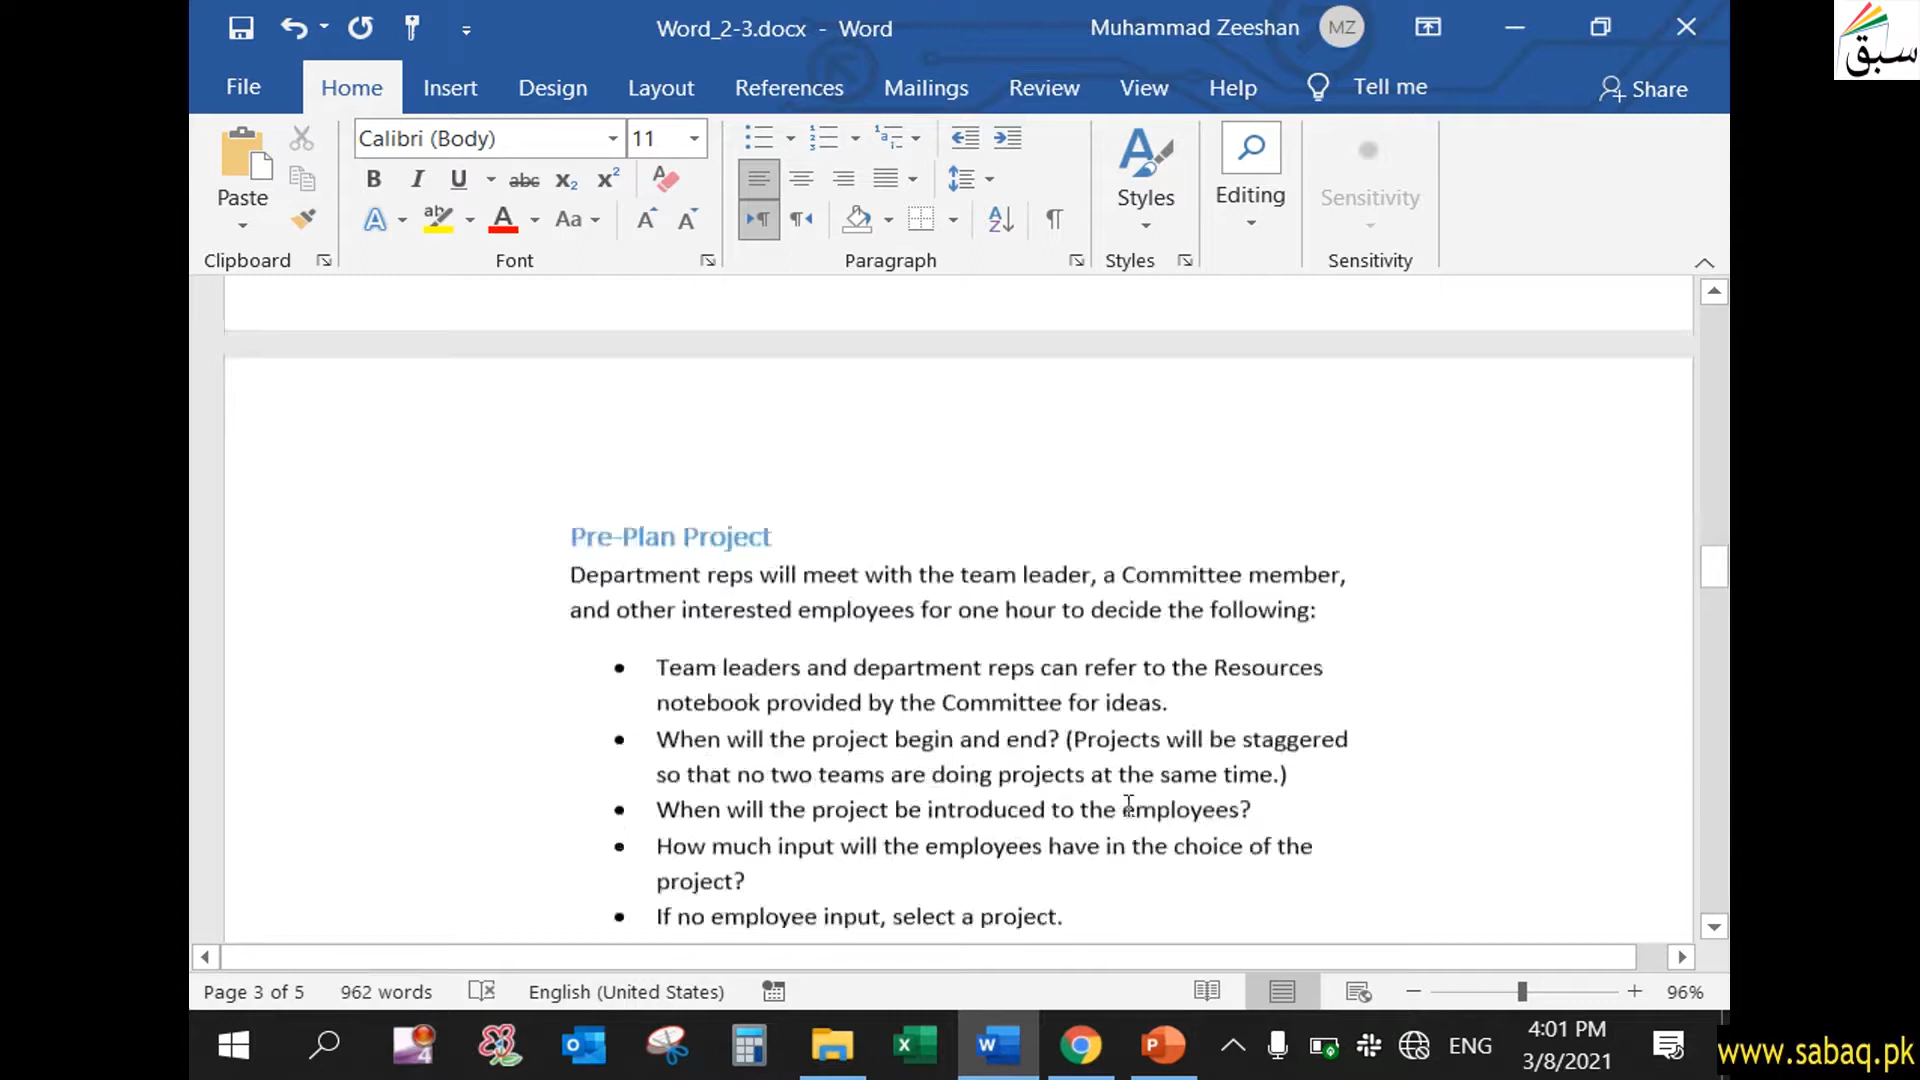 Word_2-3.docx - Word
Muhammad Zeeshan
MZ
سبق
File Home Insert Design Layout References Mailings Review View Help Tell me Share
Calibri (Body) 11
Paste
Styles
Editing
Sensitivity
Clipboard Font Paragraph Styles Sensitivity
Pre-Plan Project
Department reps will meet with the team leader, a Committee member,
and other interested employees for one hour to decide the following:
• Team leaders and department reps can refer to the Resources
notebook provided by the Committee for ideas.
• When will the project begin and end? (Projects will be staggered
so that no two teams are doing projects at the same time.)
• When will the project be introduced to the employees?
• How much input will the employees have in the choice of the
project?
• If no employee input, select a project.
Page 3 of 5 962 words English (United States) 96%
ENG
4:01 PM
3/8/2021
www.sabaq.pk